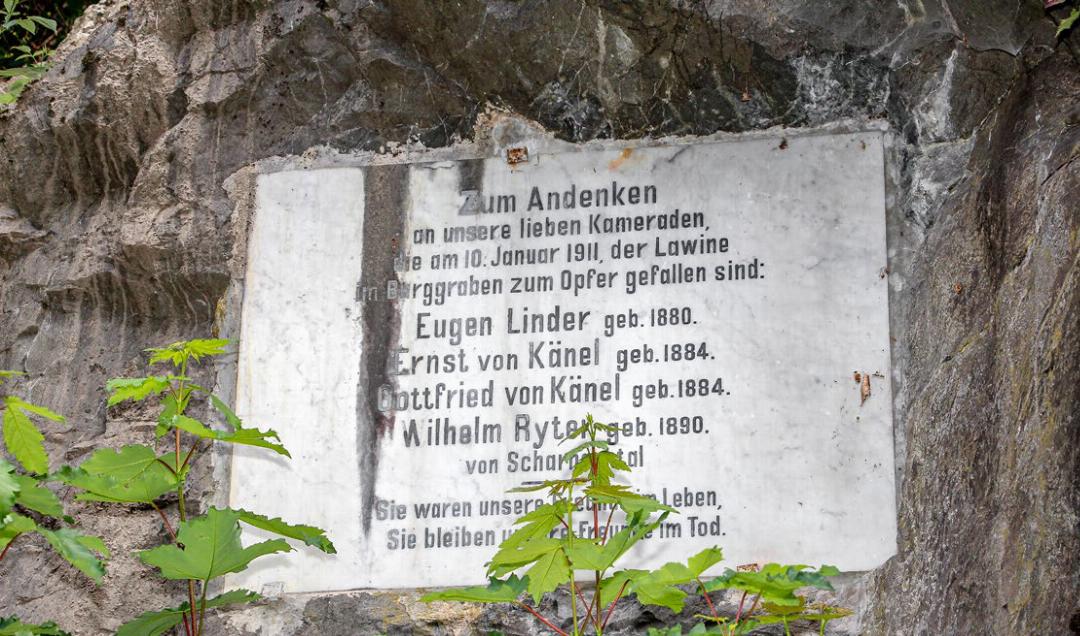 Zum Andenken
an unsere lieben Kameraden,
die am 10. Januar 1911, der Lawine
im Burggraben zum Opfer gefallen sind:
Eugen Linder geb. 1880.
Ernst von Känel geb. 1884.
Gottfried von Känel geb. 1884.
Wilhelm Ryter geb. 1890.
von
Sie waren unsere Leben,
Sie bleiben im Tod.